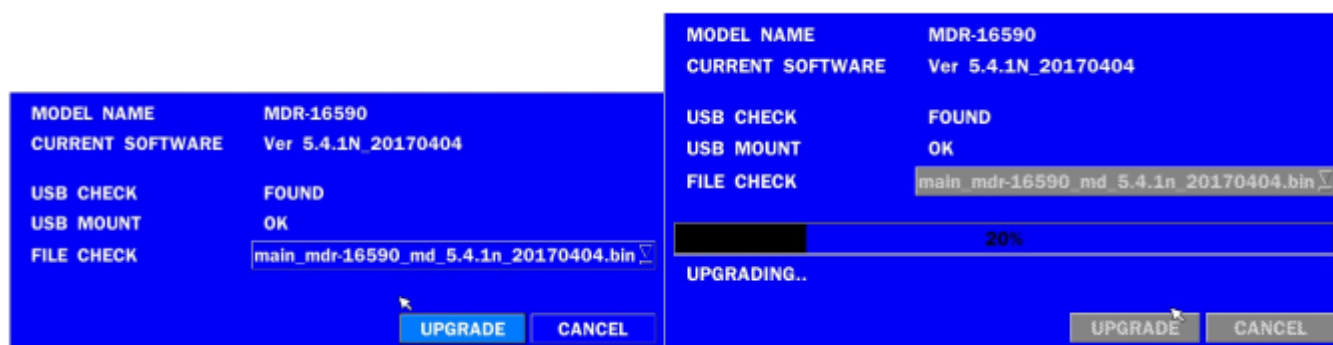 MODEL NAME MDR-16590
CURRENT SOFTWARE Ver 5.4.1N_20170404
USB CHECK FOUND
USB MOUNT OK
FILE CHECK main_mdr-16590_md_5.4.1n_20170404.bin
UPGRADE CANCEL
MODEL NAME MDR-16590
CURRENT SOFTWARE Ver 5.4.1N_20170404
USB CHECK FOUND
USB MOUNT OK
FILE CHECK main_mdr-16590_md_5.4.1n_20170404.bin
20%
UPGRADING..
UPGRADE CANCEL